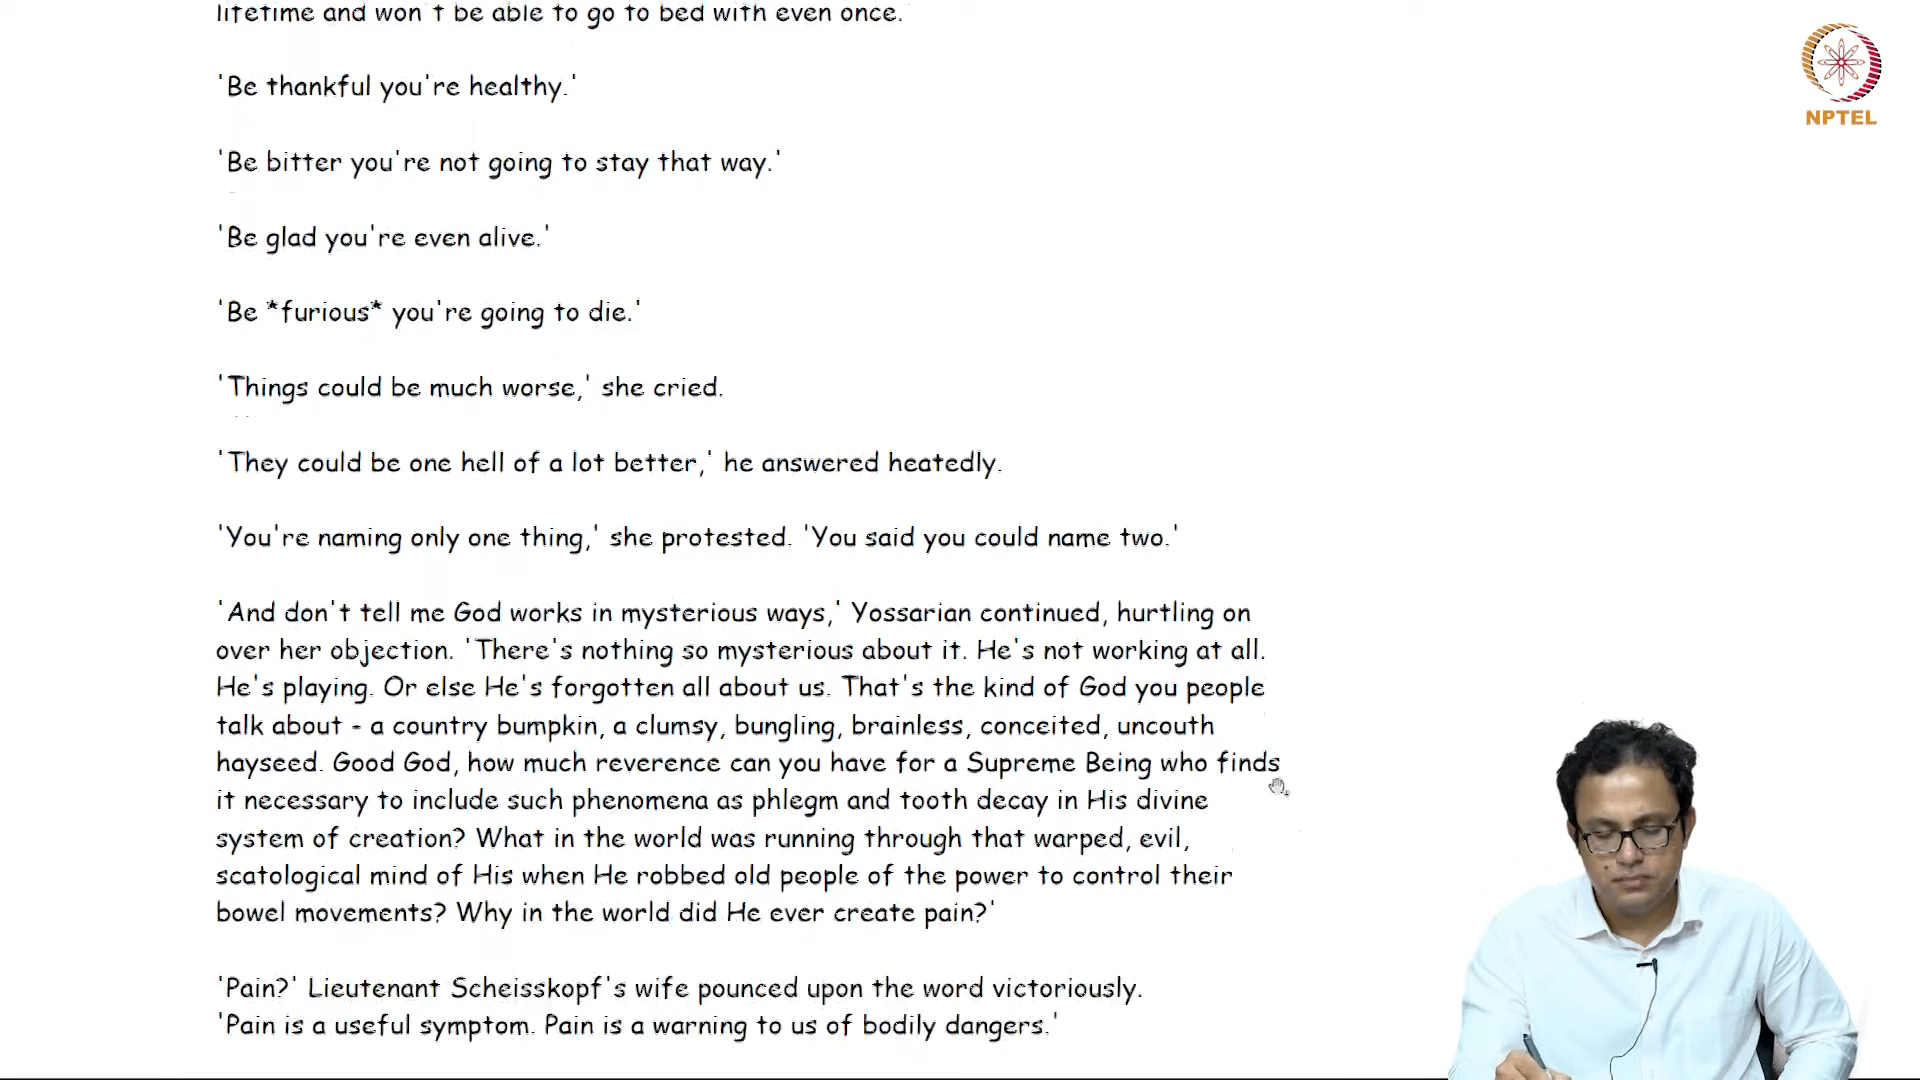 lifetime and won't be able to go to bed with even once.
'Be thankful you're healthy.'
'Be bitter you're not going to stay that way.'
'Be glad you're even alive.'
'Be *furious* you're going to die.'
'Things could be much worse,' she cried.
'They could be one hell of a lot better,' he answered heatedly.
'You're naming only one thing,' she protested. 'You said you could name two.'
'And don't tell me God works in mysterious ways,' Yossarian continued, hurtling on
over her objection. 'There's nothing so mysterious about it. He's not working at all.
He's playing. Or else He's forgotten all about us. That's the kind of God you people
talk about - a country bumpkin, a clumsy, bungling, brainless, conceited, uncouth
hayseed. Good God, how much reverence can you have for a Supreme Being who finds
it necessary to include such phenomena as phlegm and tooth decay in His divine
system of creation? What in the world was running through that warped, evil,
scatological mind of His when He robbed old people of the power to control their
bowel movements? Why in the world did He ever create pain?'
'Pain?' Lieutenant Scheisskopf's wife pounced upon the word victoriously.
'Pain is a useful symptom. Pain is a warning to us of bodily dangers.'
NPTEL